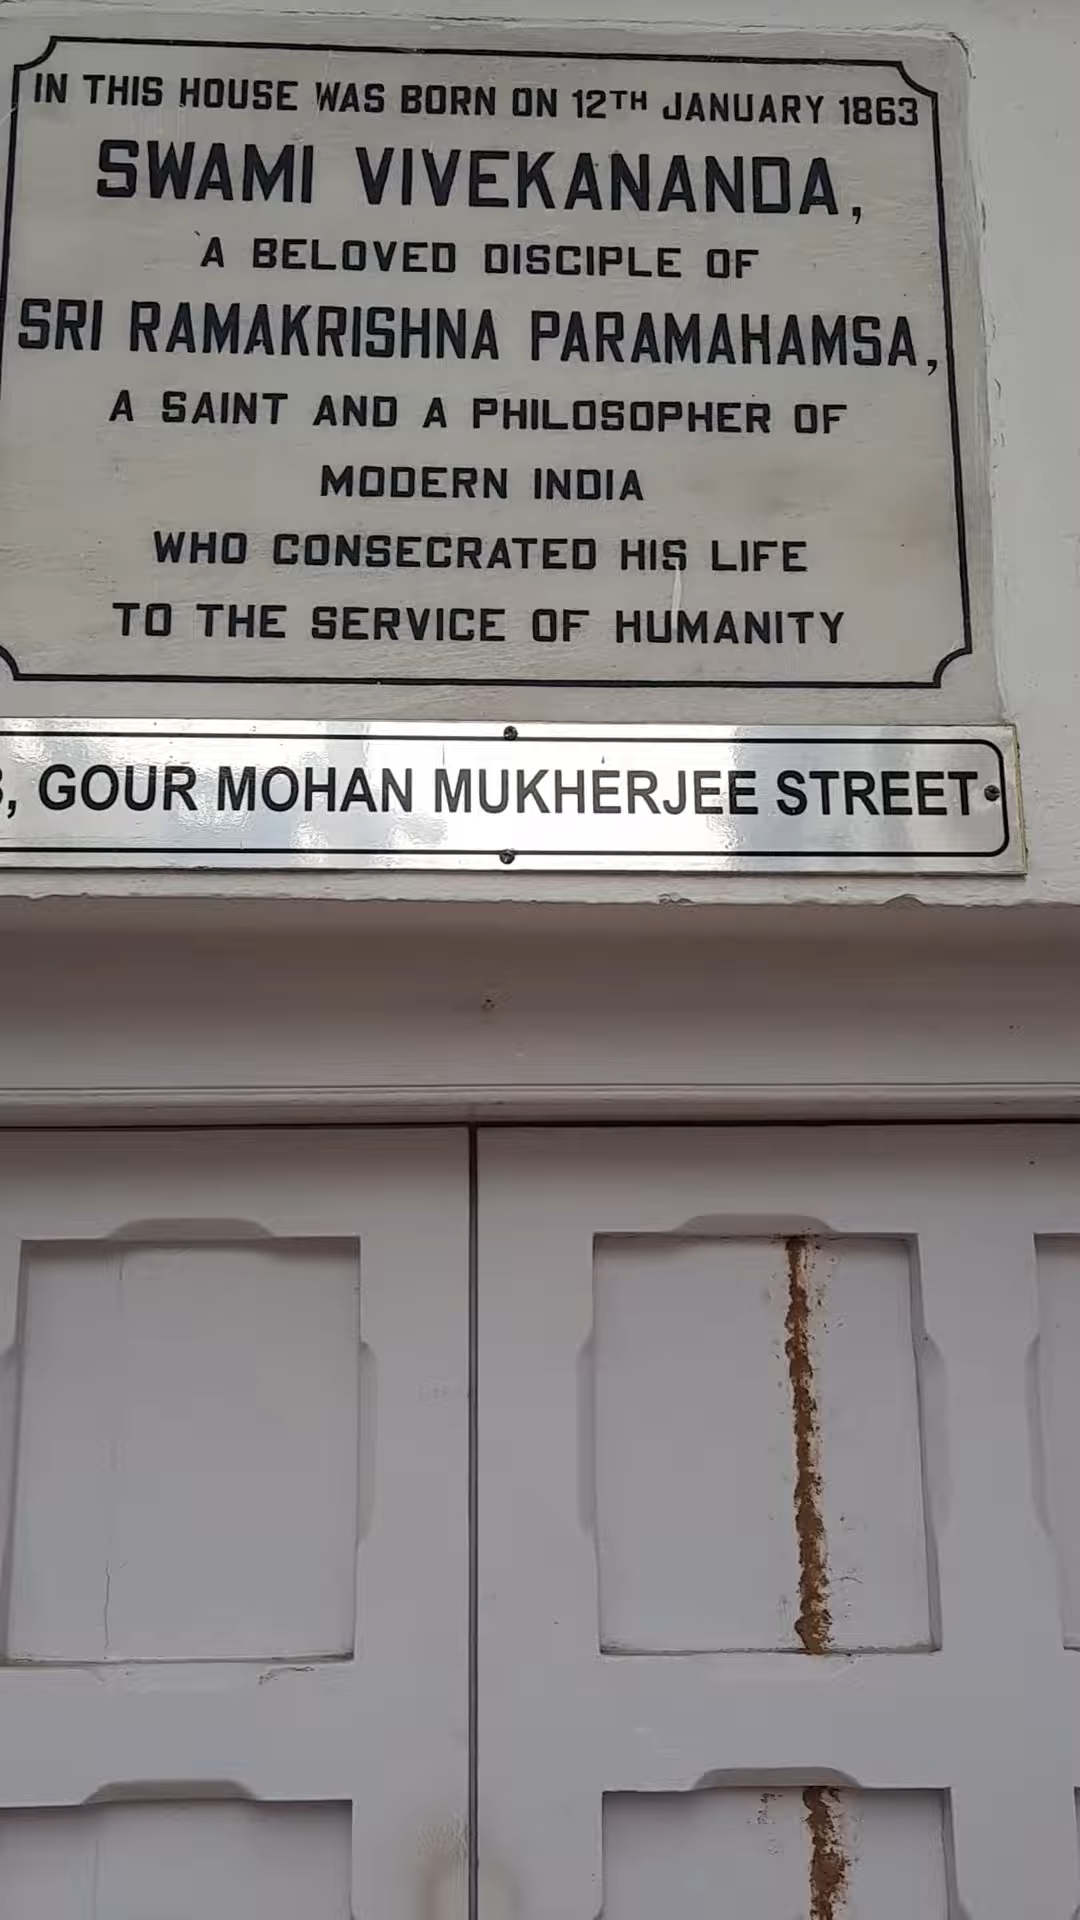 IN THIS HOUSE WAS BORN ON 12TH JANUARY 1863
SWAMI VIVEKANANDA,
A BELOVED DISCIPLE OF
SRI RAMAKRISHNA PARAMAHAMSA,
A SAINT AND A PHILOSOPHER OF
MODERN INDIA
WHO CONSECRATED HIS LIFE
TO THE SERVICE OF HUMANITY
, GOUR MOHAN MUKHERJEE STREET